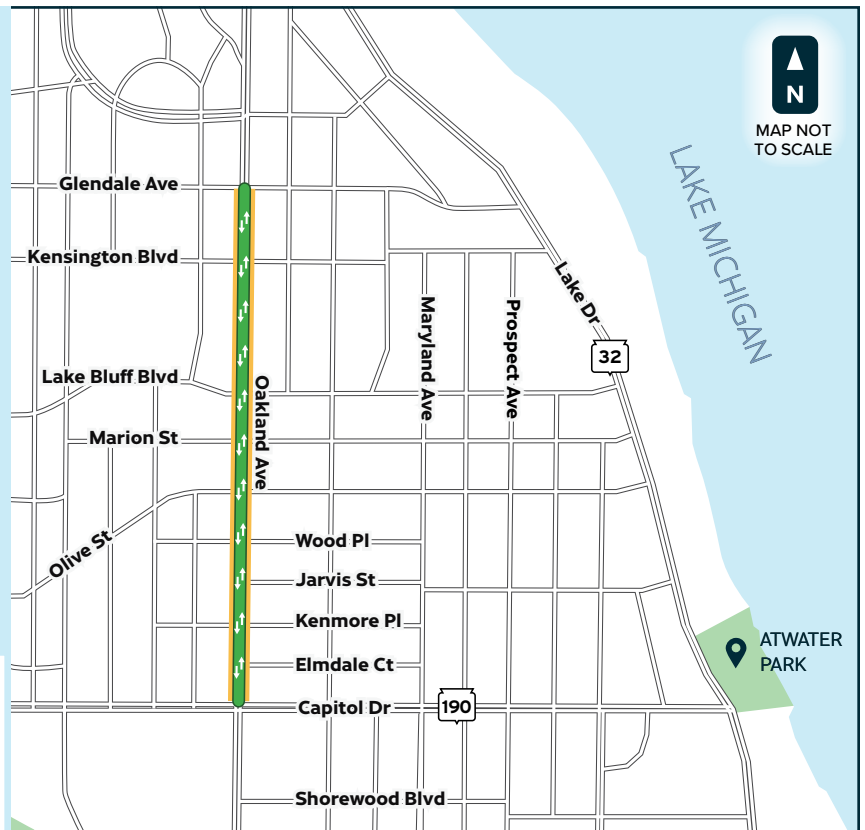 N
MAP NOT
TO SCALE
LAKE MICHIGAN
Glendale Ave
Kensington Blvd
Lake Dr
32
Maryland Ave
Prospect Ave
Lake Bluff Blvd
Oakland Ave
Marion St
Olive St
Wood Pl
Jarvis St
Kenmore Pl
ATWATER
PARK
Elmdale Ct
Capitol Dr
190
Shorewood Blvd